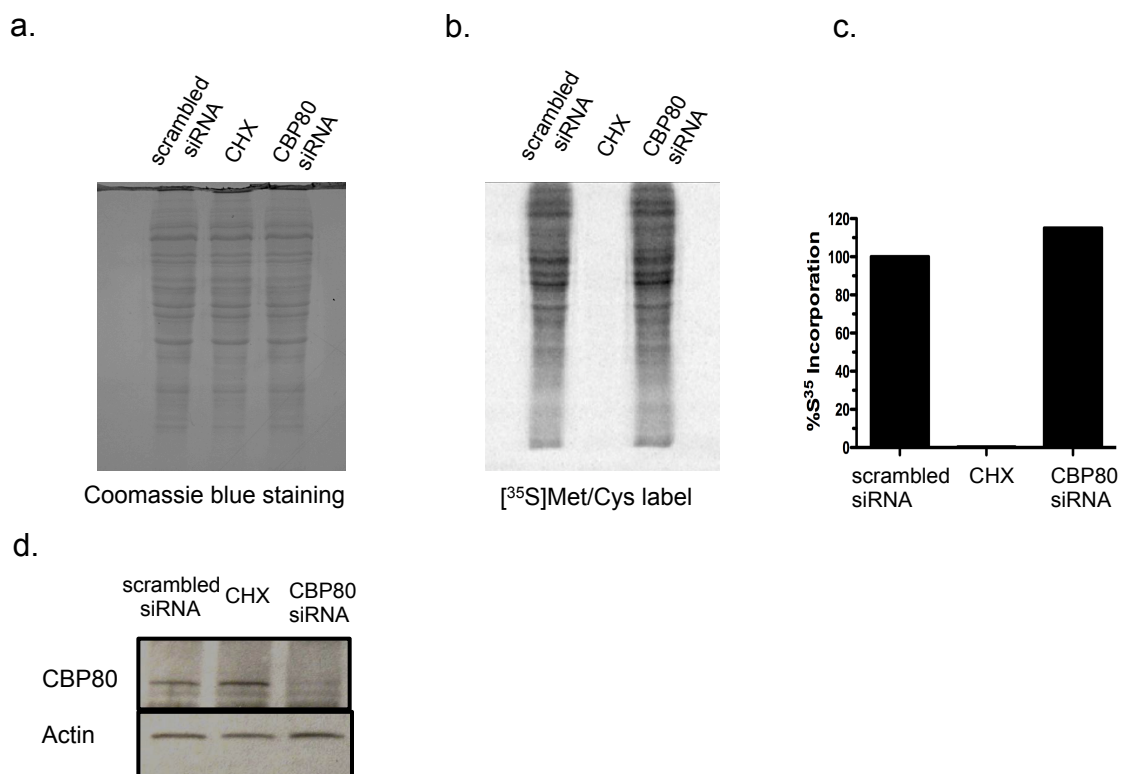 a.
scrambled
siRNA
CHX
CBP80
siRNA
Coomassie blue staining
b.
scrambled
siRNA
CHX
CBP80
siRNA
[³⁵S]Met/Cys label
c.
%S³⁵ Incorporation
120
100
80
60
40
20
0
scrambled
siRNA
CHX
CBP80
siRNA
d.
scrambled
siRNA
CHX
CBP80
siRNA
CBP80
Actin